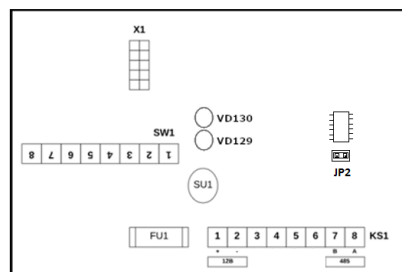 X1
VD130
VD129
SW1
8 7 6 5 4 3 2 1
JP2
SU1
FU1
1 2 3 4 5 6 7 8 KS1
+ - B A
12В 485